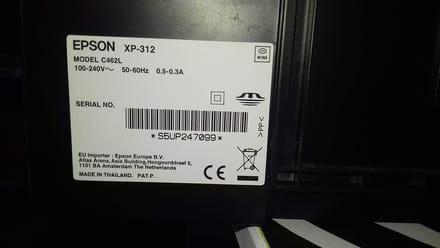 EPSON XP-312
MODEL C462L
100-240V~ 50-60Hz 0.5-0.3A
SERIAL NO.
*S5UP247099*
EU Importer : Epson Europe B.V.
Atlas Arena, Asia Building, Hoogoorddreef 5,
1101 BA Amsterdam The Netherlands
MADE IN THAILAND. PAT.P.
CE
>PP<